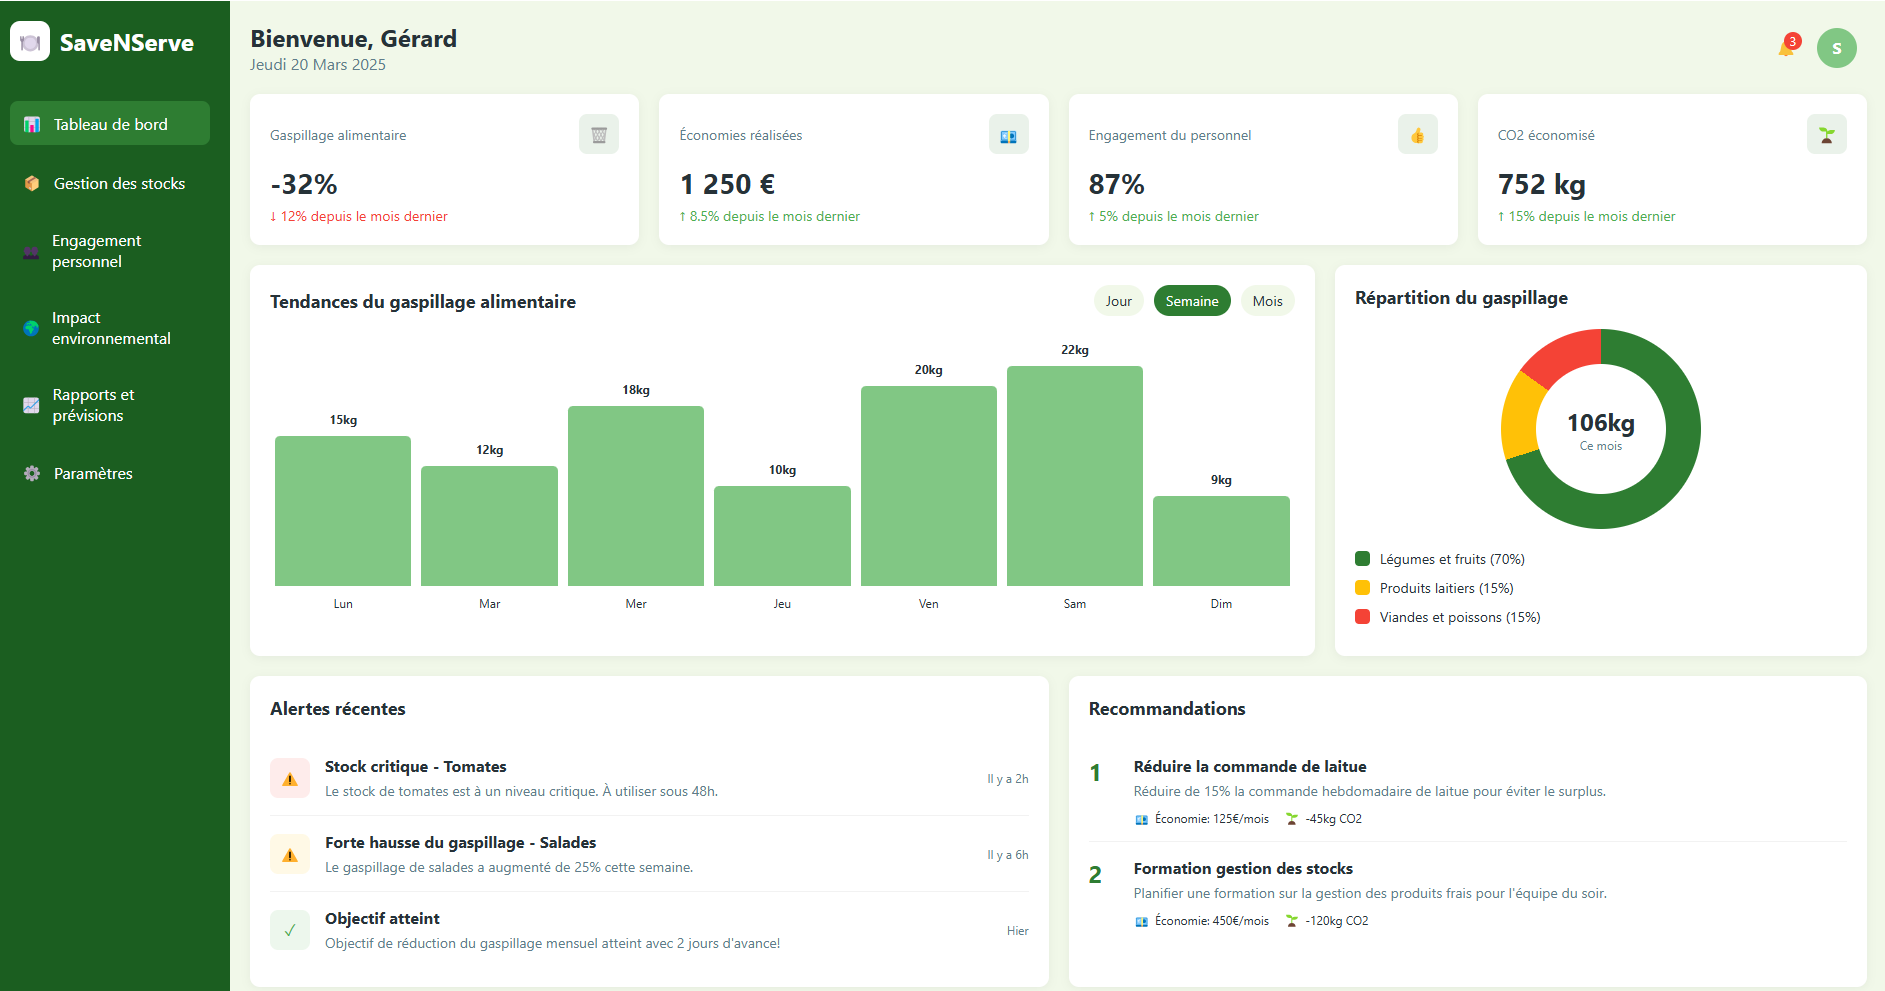 SaveNServe
Tableau de bord
Gestion des stocks
Engagement
personnel
Impact
environnemental
Rapports et
prévisions
Paramètres
Bienvenue, Gérard
Jeudi 20 Mars 2025
3
S
Gaspillage alimentaire
-32%
↓ 12% depuis le mois dernier
Économies réalisées
1 250 €
↑ 8.5% depuis le mois dernier
Engagement du personnel
87%
↑ 5% depuis le mois dernier
CO2 économisé
752 kg
↑ 15% depuis le mois dernier
Tendances du gaspillage alimentaire
Jour
Semaine
Mois
15kg
12kg
18kg
10kg
20kg
22kg
9kg
Lun
Mar
Mer
Jeu
Ven
Sam
Dim
Répartition du gaspillage
106kg
Ce mois
Légumes et fruits (70%)
Produits laitiers (15%)
Viandes et poissons (15%)
Alertes récentes
Stock critique - Tomates
Le stock de tomates est à un niveau critique. À utiliser sous 48h.
Il y a 2h
Forte hausse du gaspillage - Salades
Le gaspillage de salades a augmenté de 25% cette semaine.
Il y a 6h
Objectif atteint
Objectif de réduction du gaspillage mensuel atteint avec 2 jours d'avance!
Hier
Recommandations
1
Réduire la commande de laitue
Réduire de 15% la commande hebdomadaire de laitue pour éviter le surplus.
Économie: 125€/mois
-45kg CO2
2
Formation gestion des stocks
Planifier une formation sur la gestion des produits frais pour l'équipe du soir.
Économie: 450€/mois
-120kg CO2